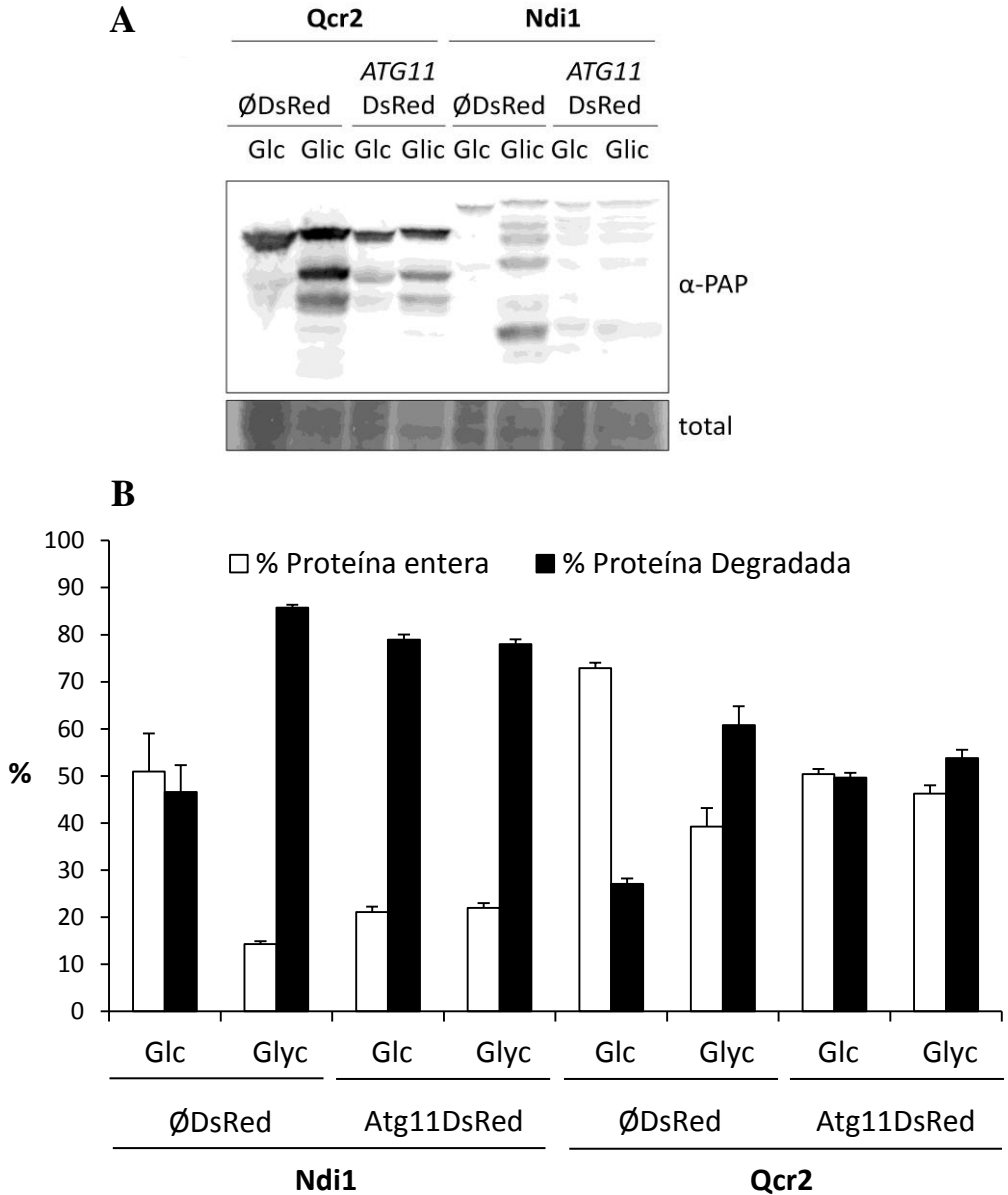 A
Qcr2 Ndi1
ATG11 ATG11
ØDsRed DsRed ØDsRed DsRed
Glc Glic Glc Glic Glc Glic Glc Glic
α-PAP
total
B
100
90
80
70
60
50
40
30
20
10
0
%
% Proteína entera % Proteína Degradada
Glc Glyc Glc Glyc Glc Glyc Glc Glyc
ØDsRed Atg11DsRed ØDsRed Atg11DsRed
Ndi1 Qcr2